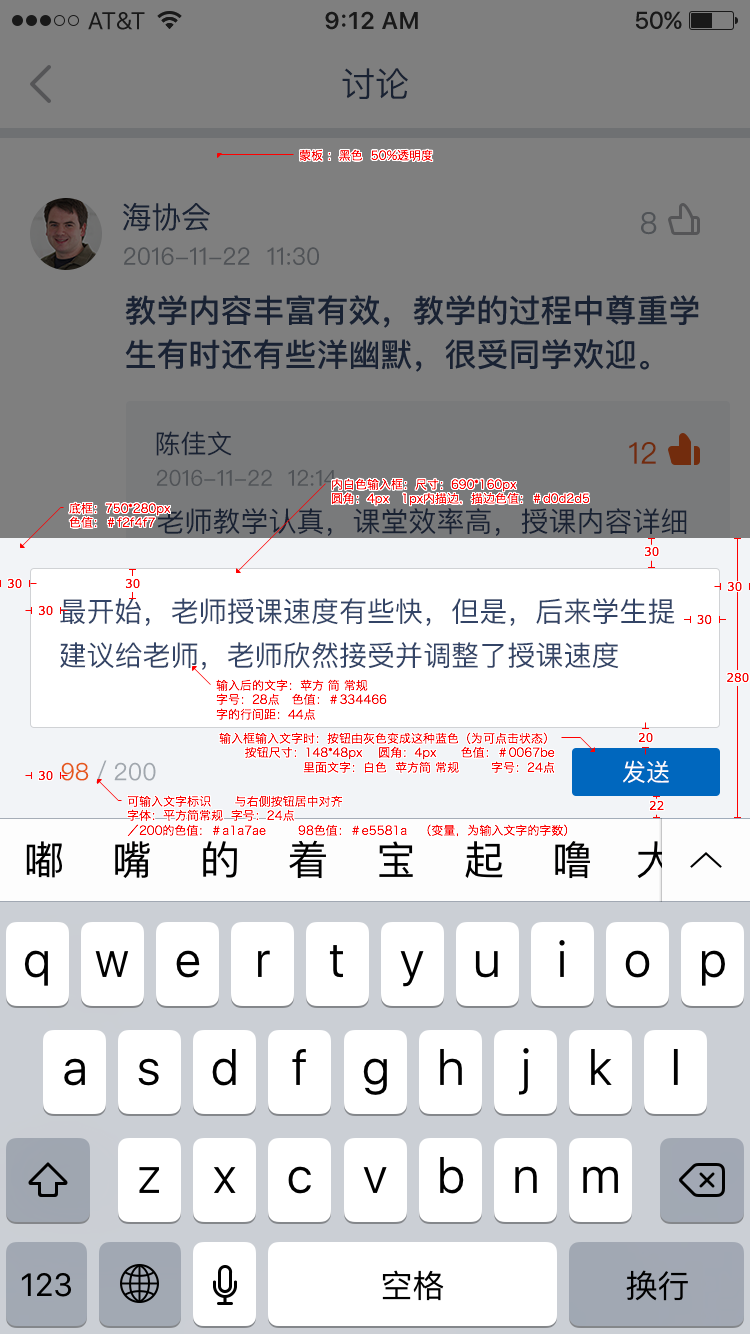 AT&T
9:12 AM
50%
讨论
蒙板：黑色 50%透明度
海协会
8
2016-11-22 11:30
教学内容丰富有效，教学的过程中尊重学
生有时还有些洋幽默，很受同学欢迎。
陈佳文
12
2016-11-22 12:14
内白色输入框：尺寸：690*160px
圆角：4px 1px内描边，描边色值：#d0d2d5
底框：750*280px
色值：#f2f4f7
老师教学认真，课堂效率高，授课内容详细
30
30
30
30
30
30
最开始，老师授课速度有些快，但是，后来学生提
建议给老师，老师欣然接受并调整了授课速度
280
输入后的文字：苹方 简 常规
字号：28点 色值：#334466
字的行间距：44点
20
输入框输入文字时：按钮由灰色变成这种蓝色（为可点击状态）
按钮尺寸：148*48px 圆角：4px 色值：#0067be
里面文字：白色 苹方简 常规 字号：24点
30
98 / 200
发送
22
可输入文字标识 与右侧按钮居中对齐
字体：平方简常规 字号：24点
／200的色值：#a1a7ae 98色值：#e5581a （变量，为输入文字的字数）
嘟 嘴 的 着 宝 起 噜 大
q w e r t y u i o p
a s d f g h j k l
z x c v b n m
123 空格 换行